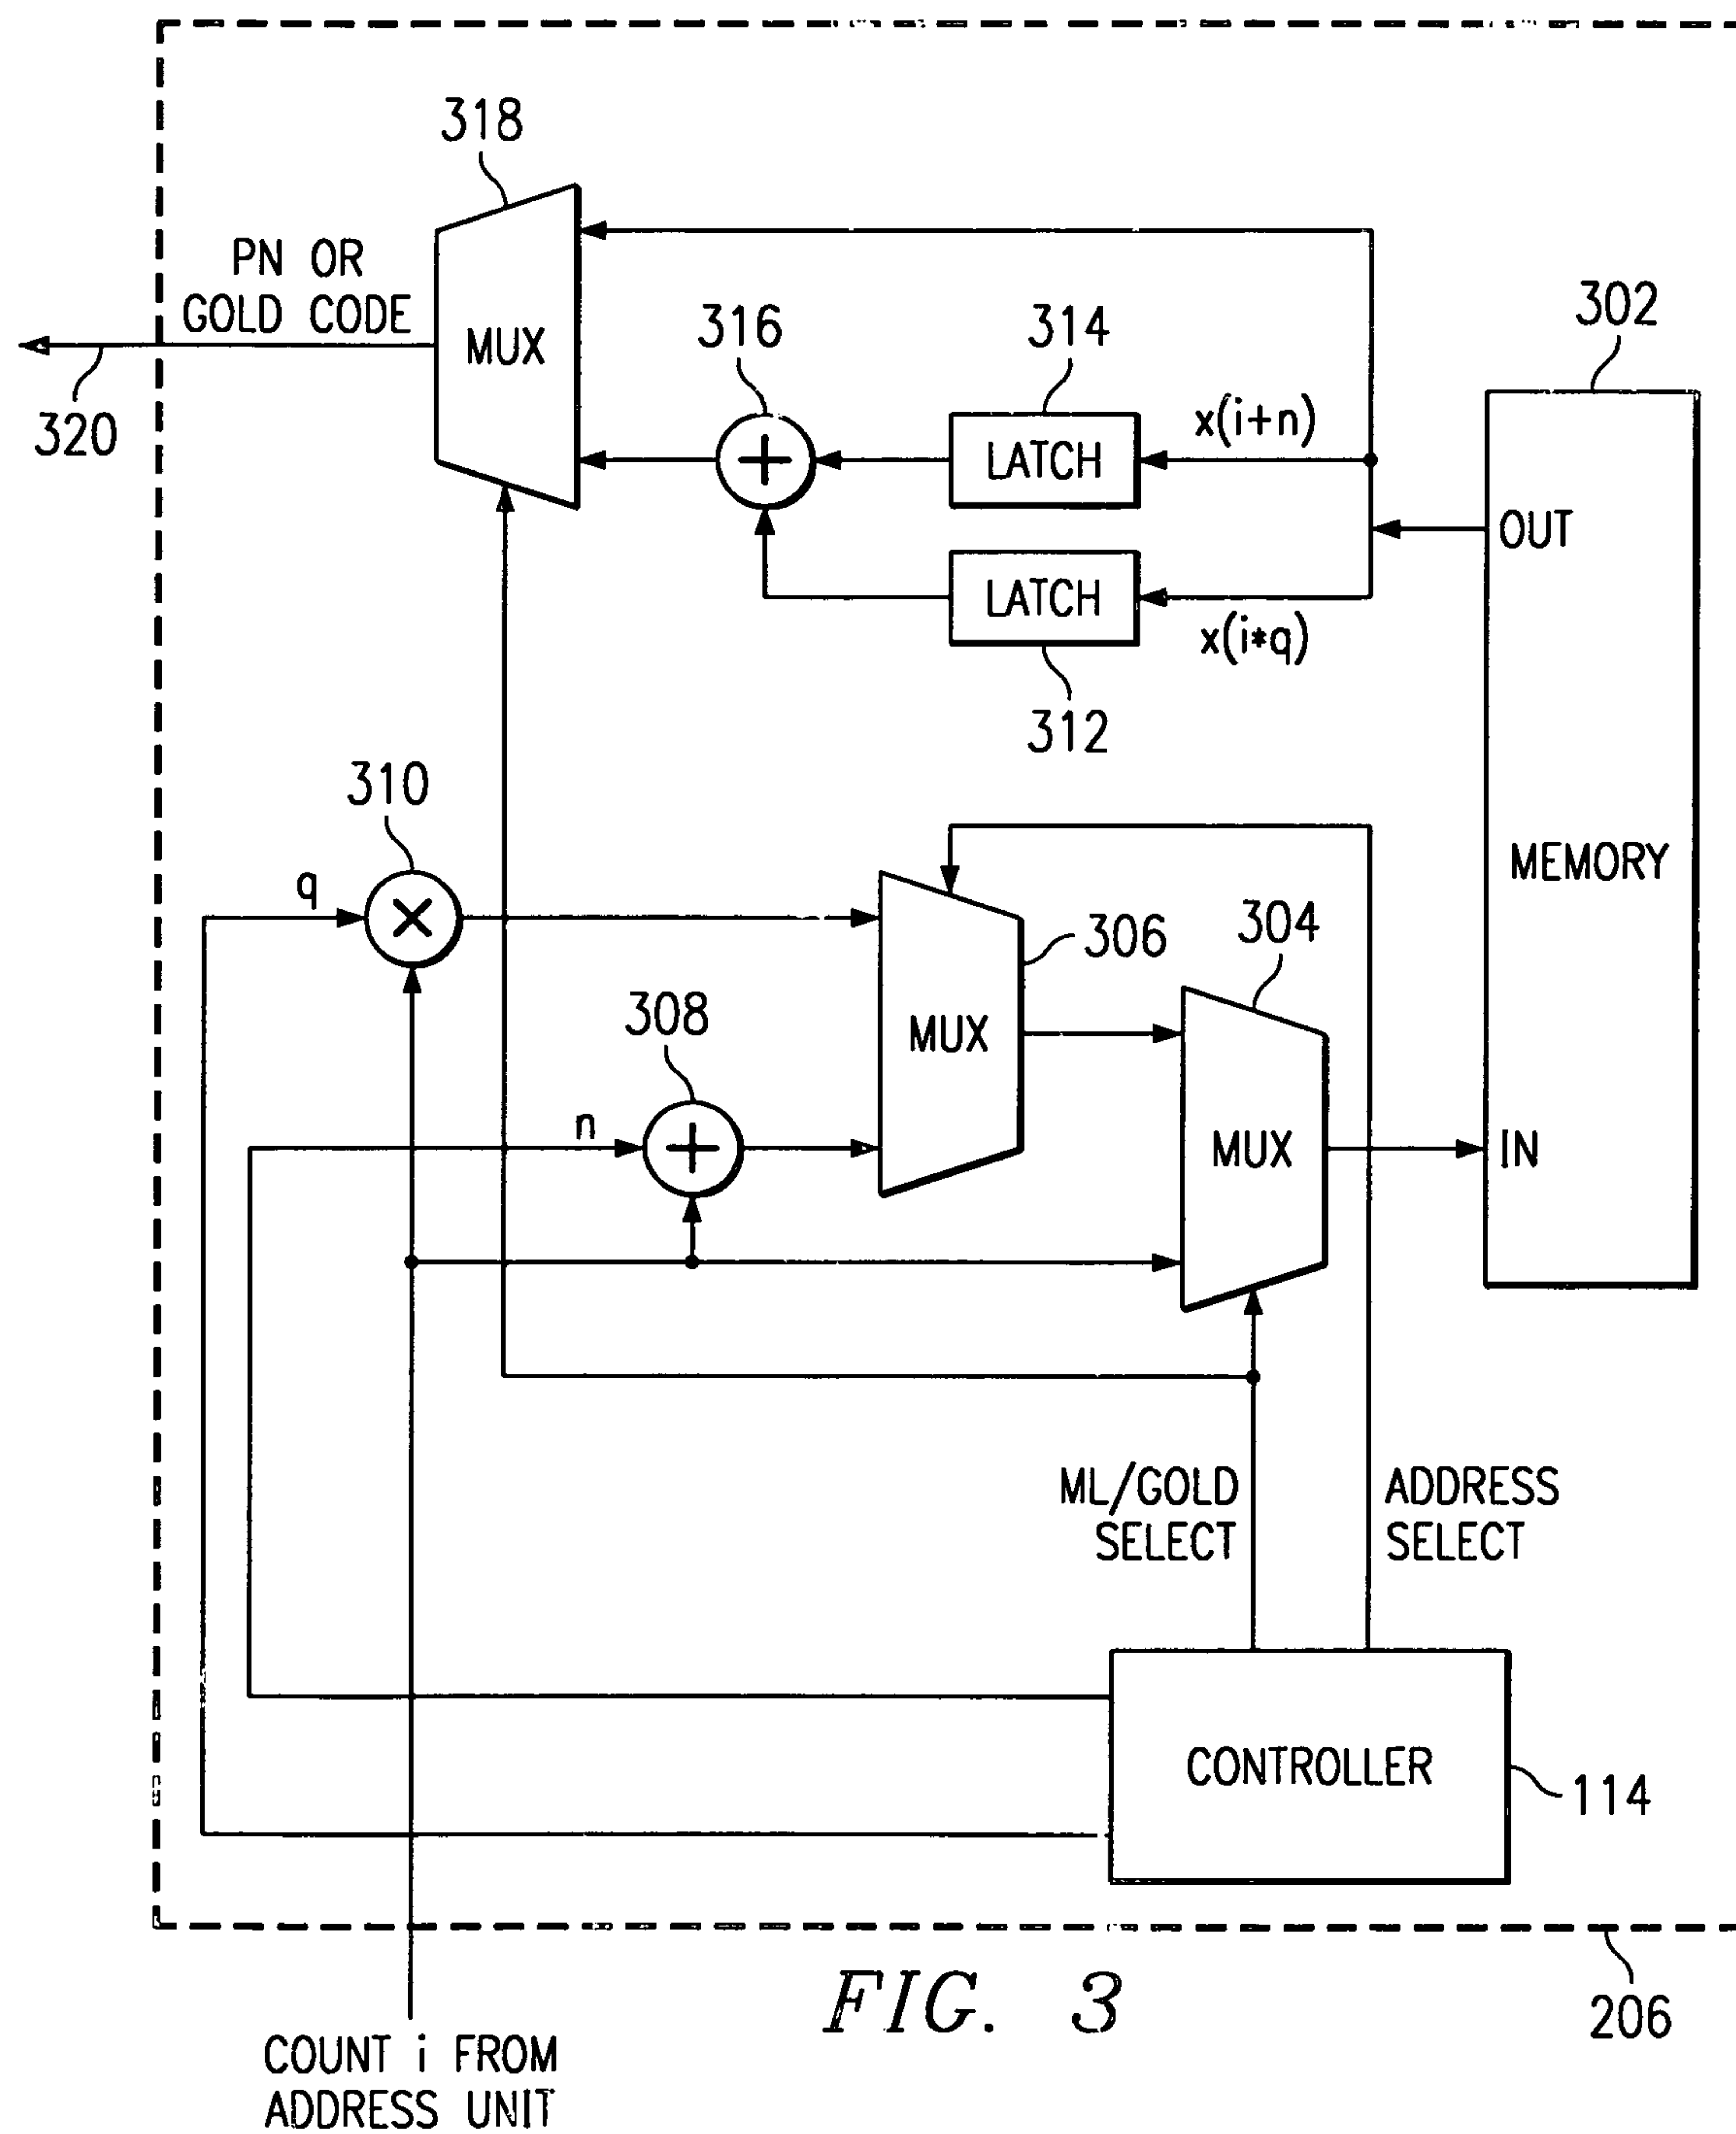 318
PN OR
GOLD CODE
MUX
320
316
+
314
LATCH
x(i+n)
LATCH
x(i*q)
312
302
OUT
MEMORY
IN
310
q
×
308
n
+
306
MUX
304
MUX
ML/GOLD
SELECT
ADDRESS
SELECT
CONTROLLER
114
206
COUNT i FROM
ADDRESS UNIT
FIG. 3